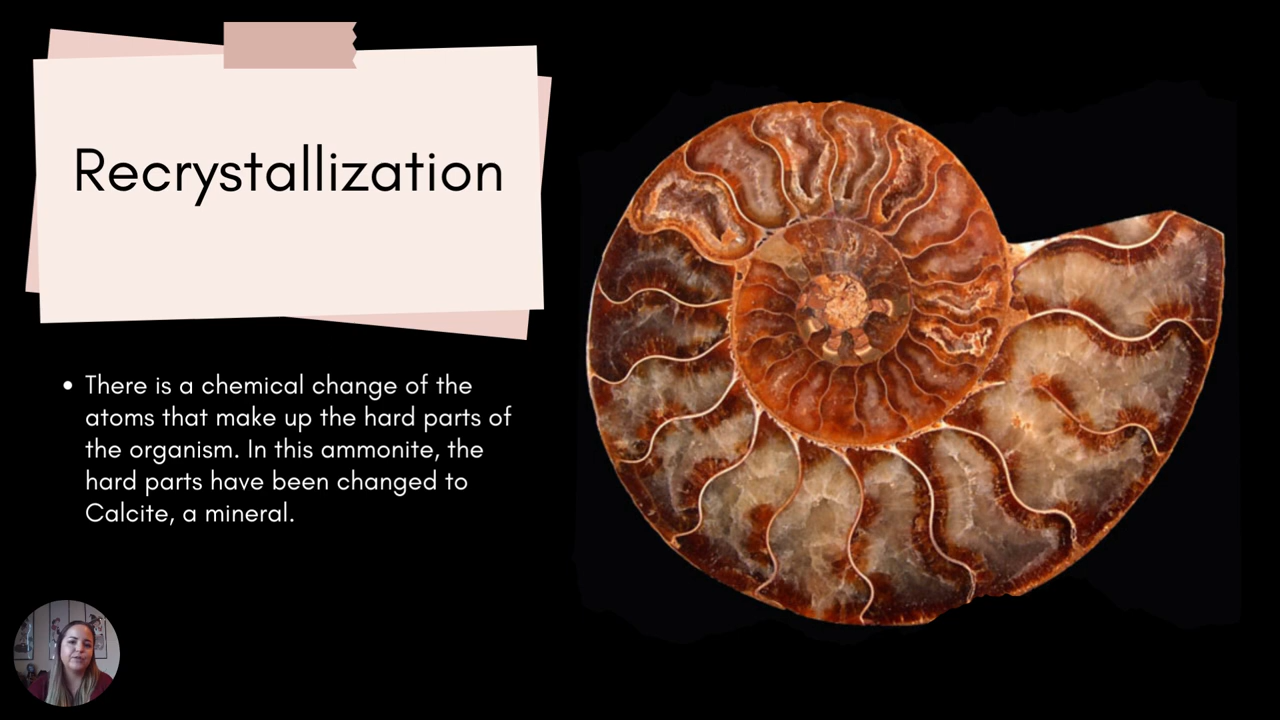 Recrystallization
There is a chemical change of the
atoms that make up the hard parts of
the organism. In this ammonite, the
hard parts have been changed to
Calcite, a mineral.